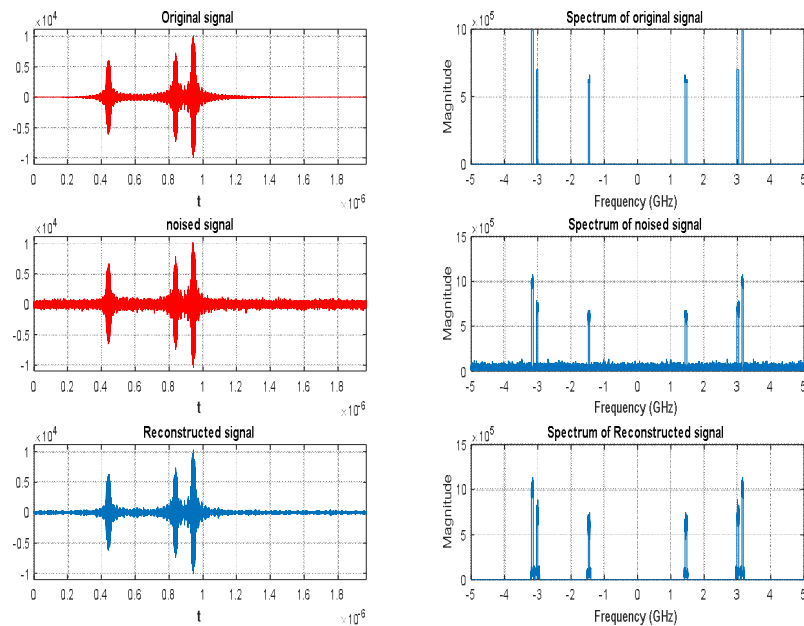 Original signal
×10^4
1
0.5
0
-0.5
-1
0 0.2 0.4 0.6 0.8 1 1.2 1.4 1.6 1.8
t
×10^-6
Spectrum of original signal
×10^5
Magnitude
10
5
0
-5 -4 -3 -2 -1 0 1 2 3 4 5
Frequency (GHz)
noised signal
×10^4
1
0.5
0
-0.5
-1
0 0.2 0.4 0.6 0.8 1 1.2 1.4 1.6 1.8
t
×10^-6
Spectrum of noised signal
×10^5
Magnitude
15
10
5
0
-5 -4 -3 -2 -1 0 1 2 3 4 5
Frequency (GHz)
Reconstructed signal
×10^4
1
0.5
0
-0.5
-1
0 0.2 0.4 0.6 0.8 1 1.2 1.4 1.6 1.8
t
×10^-6
Spectrum of Reconstructed signal
×10^5
Magnitude
15
10
5
0
-5 -4 -3 -2 -1 0 1 2 3 4 5
Frequency (GHz)